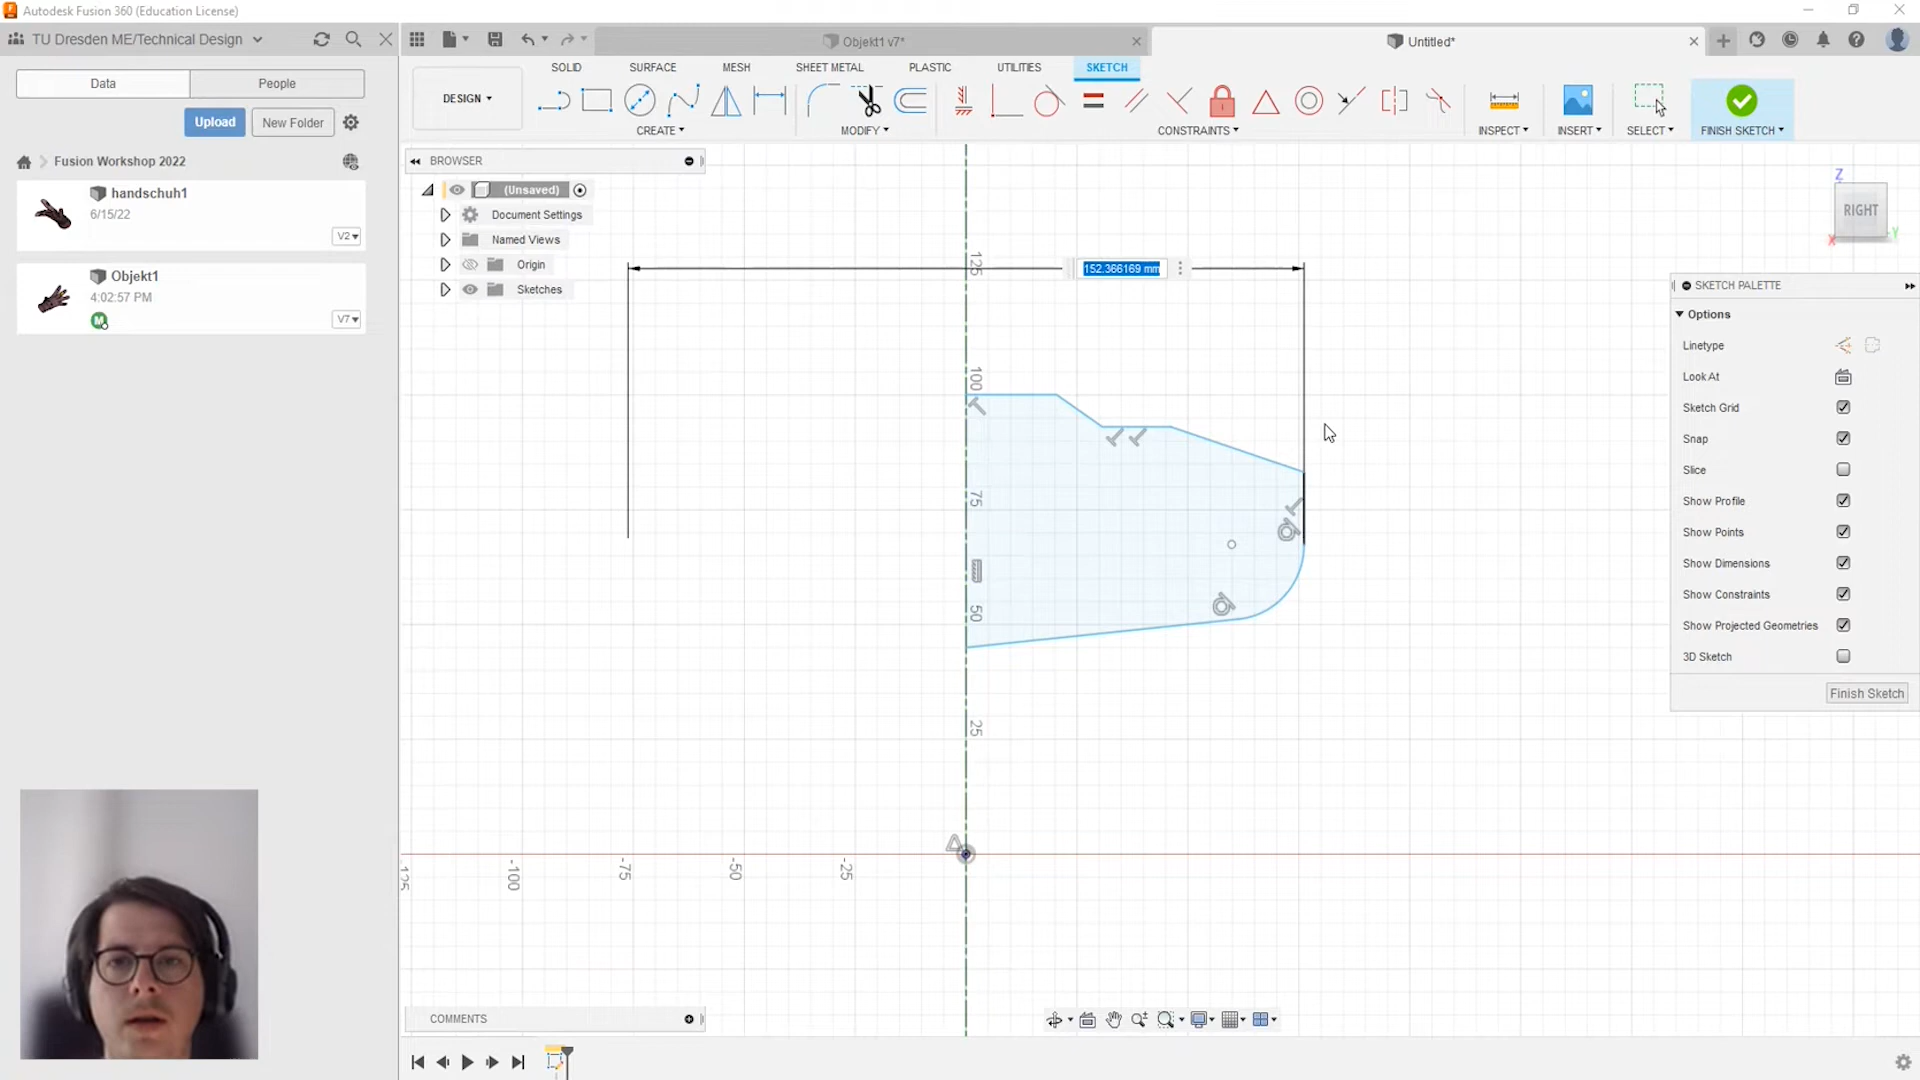 Autodesk Fusion 360 (Education License)
TU Dresden ME/Technical Design
Objekt1 v7*
Untitled*
Data
People
Upload
New Folder
Fusion Workshop 2022
handschuh1
6/15/22
V2
Objekt1
4:02:57 PM
M
V7
SOLID
SURFACE
MESH
SHEET METAL
PLASTIC
UTILITIES
SKETCH
DESIGN
CREATE
MODIFY
CONSTRAINTS
INSPECT
INSERT
SELECT
FINISH SKETCH
BROWSER
(Unsaved)
Document Settings
Named Views
Origin
Sketches
152.366169 mm
125
100
75
50
25
-125
-100
-75
-50
-25
Z
RIGHT
X
Y
SKETCH PALETTE
Options
Linetype
Look At
Sketch Grid
Snap
Slice
Show Profile
Show Points
Show Dimensions
Show Constraints
Show Projected Geometries
3D Sketch
Finish Sketch
COMMENTS